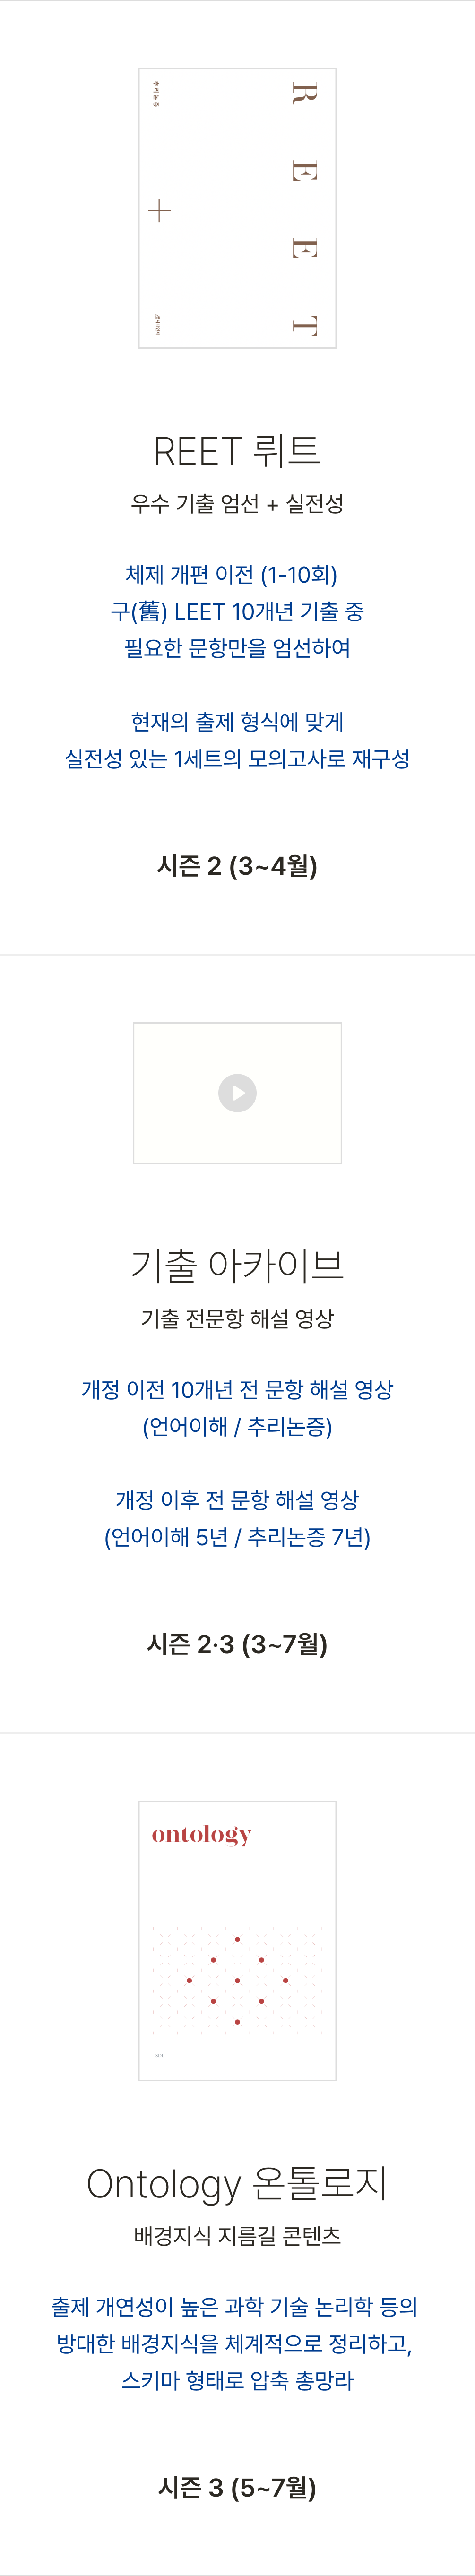 R E E T
추리논증
REET 뤼트
우수 기출 엄선 + 실전성
체제 개편 이전 (1-10회)
구(舊) LEET 10개년 기출 중
필요한 문항만을 엄선하여
현재의 출제 형식에 맞게
실전성 있는 1세트의 모의고사로 재구성
시즌 2 (3~4월)
기출 아카이브
기출 전문항 해설 영상
개정 이전 10개년 전 문항 해설 영상
(언어이해 / 추리논증)
개정 이후 전 문항 해설 영상
(언어이해 5년 / 추리논증 7년)
시즌 2·3 (3~7월)
ontology
Ontology 온톨로지
배경지식 지름길 콘텐츠
출제 개연성이 높은 과학 기술 논리학 등의
방대한 배경지식을 체계적으로 정리하고,
스키마 형태로 압축 총망라
시즌 3 (5~7월)